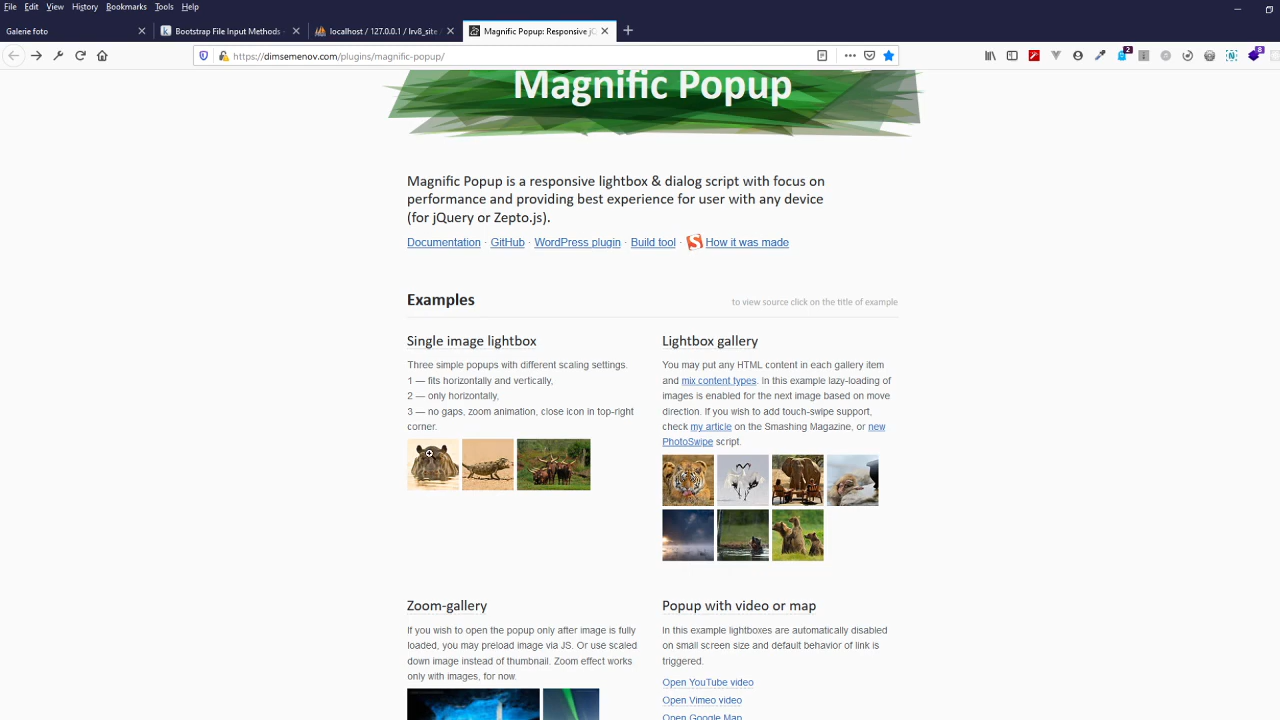 File Edit View History Bookmarks Tools Help
Galerie foto
Bootstrap File Input Methods -
localhost / 127.0.0.1 / lrv8_site /
Magnific Popup: Responsive jQ
https://dimsemenov.com/plugins/magnific-popup/
2
8
Magnific Popup
Magnific Popup is a responsive lightbox & dialog script with focus on
performance and providing best experience for user with any device
(for jQuery or Zepto.js).
Documentation · GitHub · WordPress plugin · Build tool · S How it was made
Examples
to view source click on the title of example
Single image lightbox
Three simple popups with different scaling settings.
1 — fits horizontally and vertically,
2 — only horizontally,
3 — no gaps, zoom animation, close icon in top-right
corner.
Lightbox gallery
You may put any HTML content in each gallery item
and mix content types. In this example lazy-loading of
images is enabled for the next image based on move
direction. If you wish to add touch-swipe support,
check my article on the Smashing Magazine, or new
PhotoSwipe script.
Zoom-gallery
If you wish to open the popup only after image is fully
loaded, you may preload image via JS. Or use scaled
down image instead of thumbnail. Zoom effect works
only with images, for now.
Popup with video or map
In this example lightboxes are automatically disabled
on small screen size and default behavior of link is
triggered.
Open YouTube video
Open Vimeo video
Open Google Map